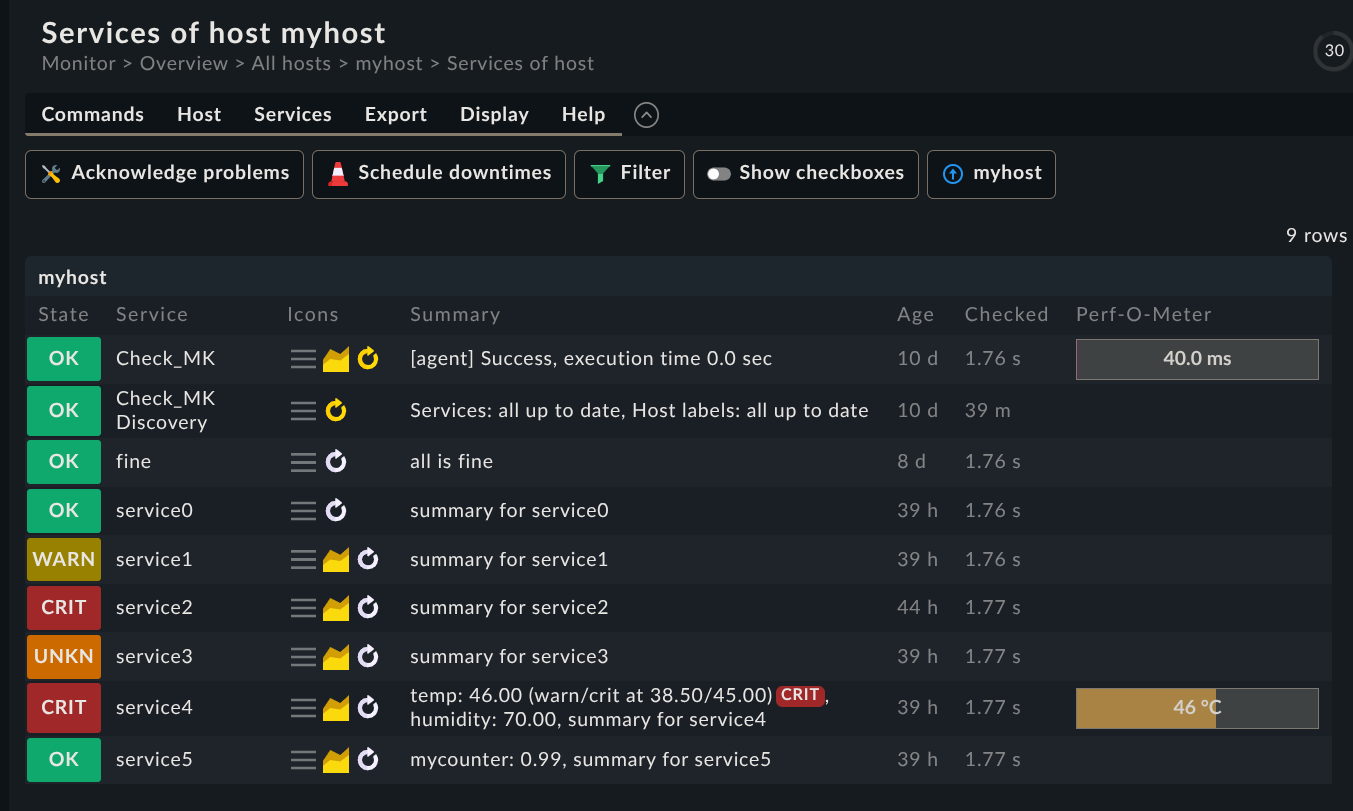 Services of host myhost
Monitor > Overview > All hosts > myhost > Services of host
30
Commands Host Services Export Display Help
Acknowledge problems Schedule downtimes Filter Show checkboxes myhost
9 rows
myhost
State Service Icons Summary Age Checked Perf-O-Meter
OK Check_MK [agent] Success, execution time 0.0 sec 10 d 1.76 s 40.0 ms
OK Check_MK Discovery Services: all up to date, Host labels: all up to date 10 d 39 m
OK fine all is fine 8 d 1.76 s
OK service0 summary for service0 39 h 1.76 s
WARN service1 summary for service1 39 h 1.76 s
CRIT service2 summary for service2 44 h 1.77 s
UNKN service3 summary for service3 39 h 1.77 s
CRIT service4 temp: 46.00 (warn/crit at 38.50/45.00) CRIT, humidity: 70.00, summary for service4 39 h 1.77 s 46 °C
OK service5 mycounter: 0.99, summary for service5 39 h 1.77 s